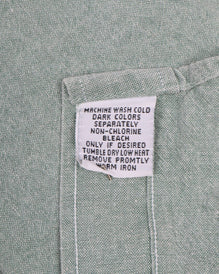 MACHINE WASH COLD
DARK COLORS
SEPARATELY
NON-CHLORINE
BLEACH
ONLY IF DESIRED
TUMBLE DRY LOW HEAT
REMOVE PROMTLY
WARM IRON